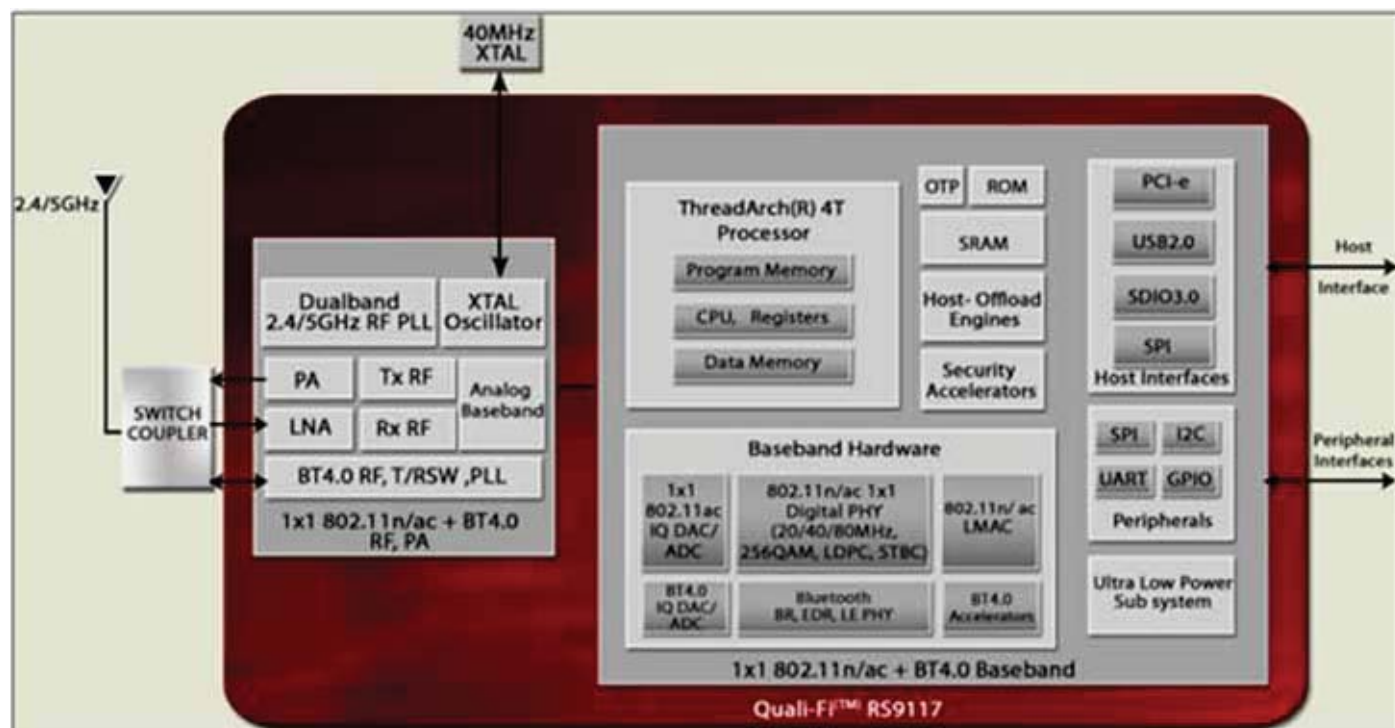 40MHz
XTAL
2.4/5GHz
SWITCH
COUPLER
Dualband
2.4/5GHz RF PLL
XTAL
Oscillator
PA
Tx RF
Analog
Baseband
LNA
Rx RF
BT4.0 RF, T/RSW ,PLL
1x1 802.11n/ac + BT4.0
RF, PA
ThreadArch(R) 4T
Processor
Program Memory
CPU, Registers
Data Memory
OTP
ROM
SRAM
Host- Offload
Engines
Security
Accelerators
PCI-e
USB2.0
SDIO3.0
SPI
Host Interfaces
SPI
I2C
UART
GPIO
Peripherals
Ultra Low Power
Sub system
Baseband Hardware
1x1
802.11ac
IQ DAC/
ADC
802.11n/ac 1x1
Digital PHY
(20/40/80MHz,
256QAM, LDPC, STBC)
802.11n/ ac
LMAC
BT4.0
IQ DAC/
ADC
Bluetooth
BR, EDR, LE PHY
BT4.0
Accelerators
1x1 802.11n/ac + BT4.0 Baseband
Quali-Fi(TM) RS9117
Host
Interface
Peripheral
Interfaces